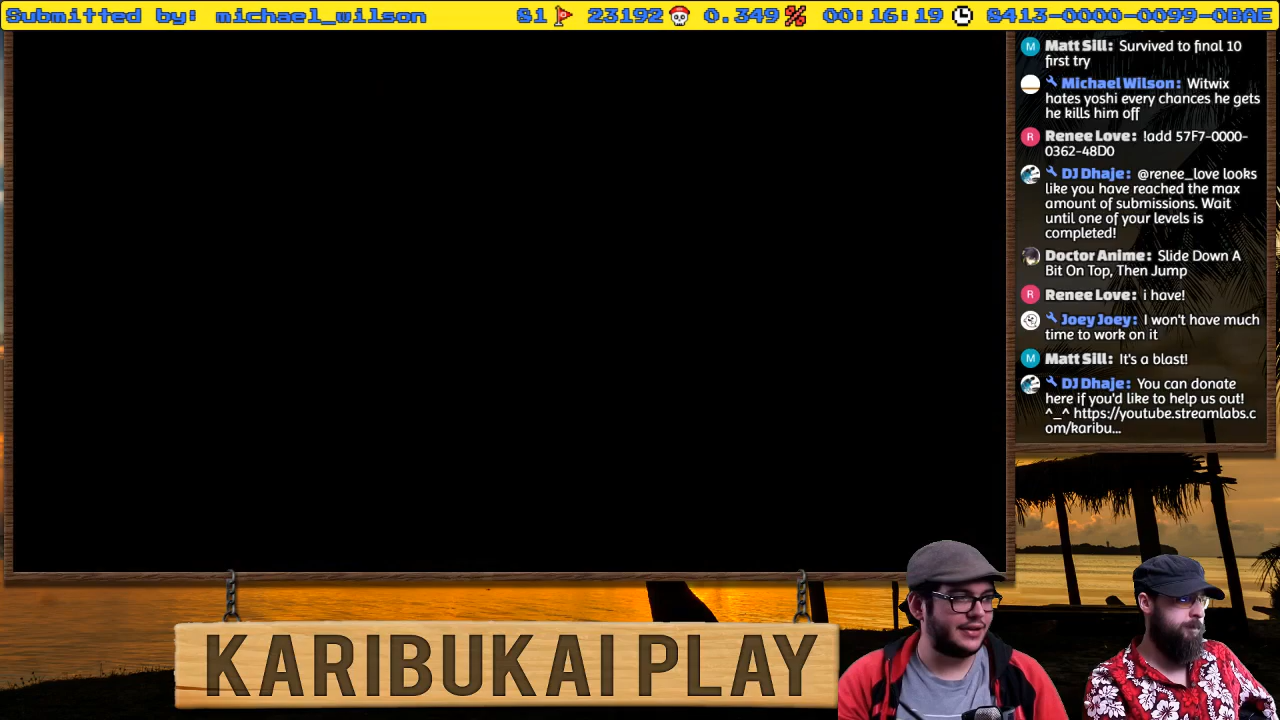 Submitted by: michael_wilson 81 23192 0.349% 00:16:19 8413-0000-0099-0BAE
Matt Sill: Survived to final 10
first try
Michael Wilson: Witwix
hates yoshi every chances he gets
he kills him off
Renee Love: !add 57F7-0000-
0362-48D0
DJ Dhaje: @renee_love looks
like you have reached the max
amount of submissions. Wait
until one of your levels is
completed!
Doctor Anime: Slide Down A
Bit On Top, Then Jump
Renee Love: i have!
Joey Joey: I won't have much
time to work on it
Matt Sill: It's a blast!
DJ Dhaje: You can donate
here if you'd like to help us out!
^_^ https://youtube.streamlabs.c
om/karibu...
KARIBUKAI PLAY